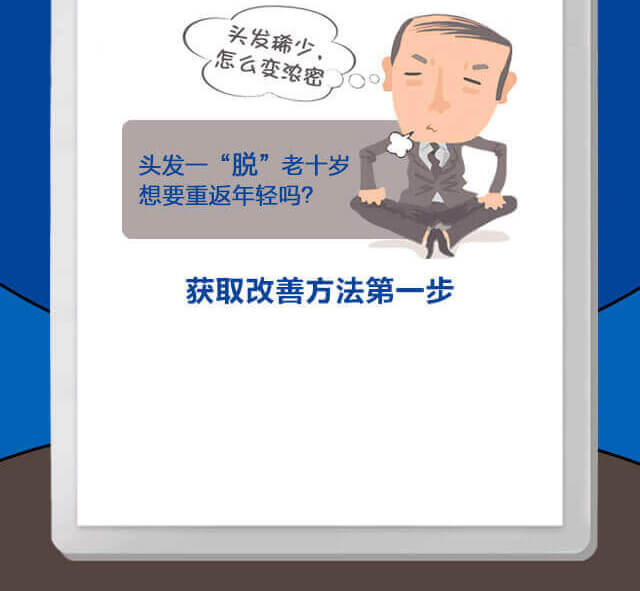 头发稀少，
怎么变浓密
头发一“脱”老十岁
想要重返年轻吗？
获取改善方法第一步